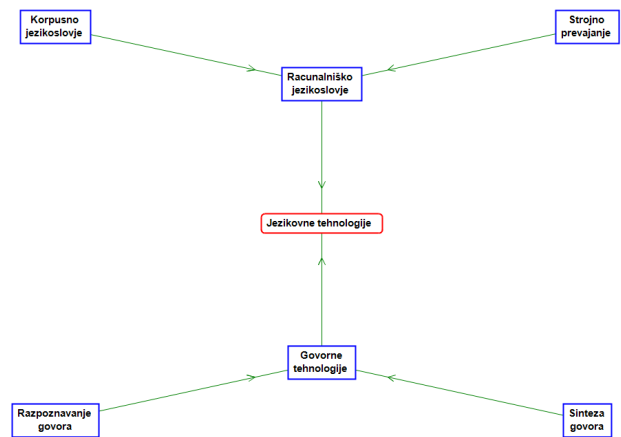 Korpusno
jezikoslovje
Strojno
prevajanje
Racunalniško
jezikoslovje
Jezikovne tehnologije
Govorne
tehnologije
Razpoznavanje
govora
Sinteza
govora